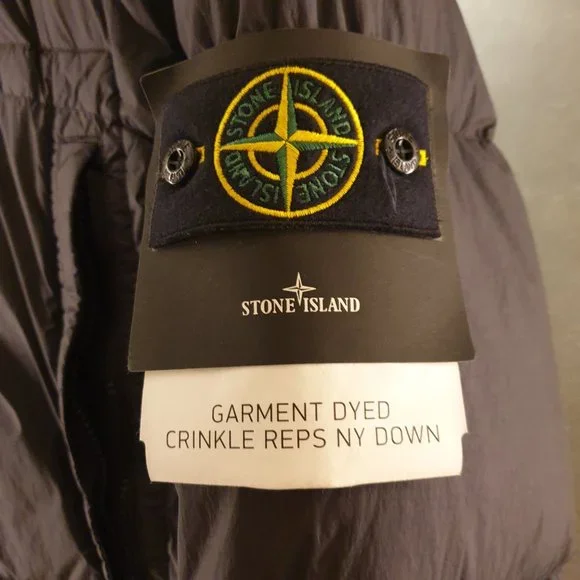 STONE ISLAND
STONE ISLAND
STONE ISLAND
GARMENT DYED
CRINKLE REPS NY DOWN